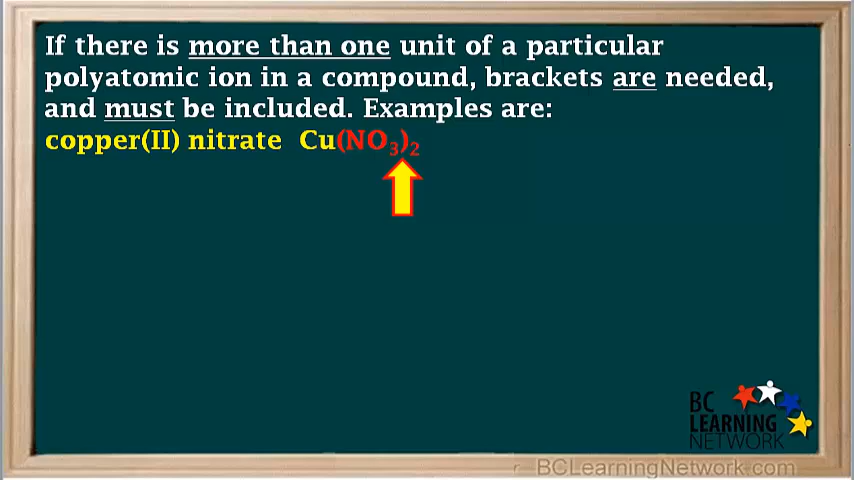 If there is more than one unit of a particular
polyatomic ion in a compound, brackets are needed,
and must be included. Examples are:
copper(II) nitrate Cu(NO₃)₂
BC
LEARNING
NETWORK
BCLearningNetwork.com